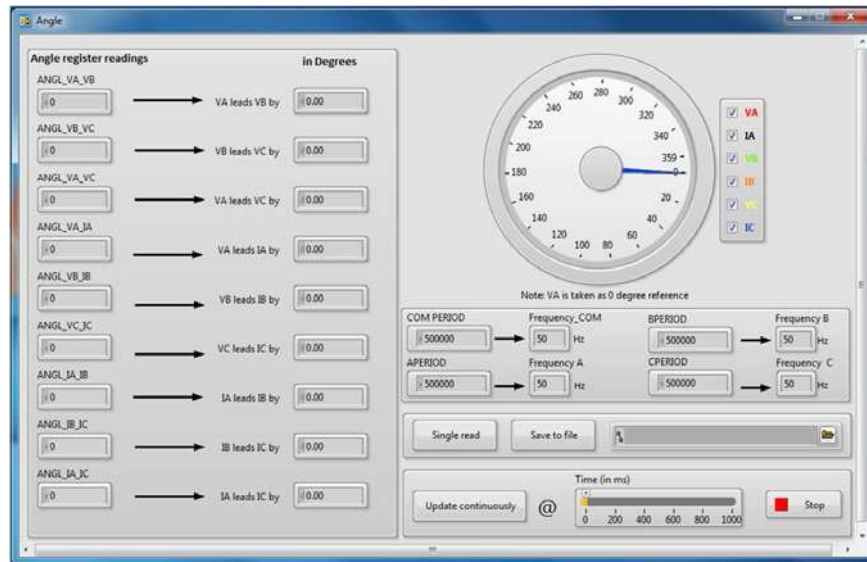 Angle
Angle register readings in Degrees
ANGL_VA_VB
0 VA leads VB by 0.00
ANGL_VB_VC
0 VB leads VC by 0.00
ANGL_VA_VC
0 VA leads VC by 0.00
ANGL_VA_IA
0 VA leads IA by 0.00
ANGL_VB_IB
0 VB leads IB by 0.00
ANGL_VC_IC
0 VC leads IC by 0.00
ANGL_IA_IB
0 IA leads IB by 0.00
ANGL_IB_IC
0 IB leads IC by 0.00
ANGL_IA_IC
0 IA leads IC by 0.00
0
20
40
60
80
100
120
140
160
180
200
220
240
260
280
300
320
340
359
VA
IA
VB
IB
VC
IC
Note: VA is taken as 0 degree reference
COM PERIOD Frequency_COM BPERIOD Frequency B
500000 50 Hz 500000 50 Hz
APERIOD Frequency A CPERIOD Frequency C
500000 50 Hz 500000 50 Hz
Single read Save to file
Time (in ms)
Update continuously @ Stop
0 200 400 600 800 1000